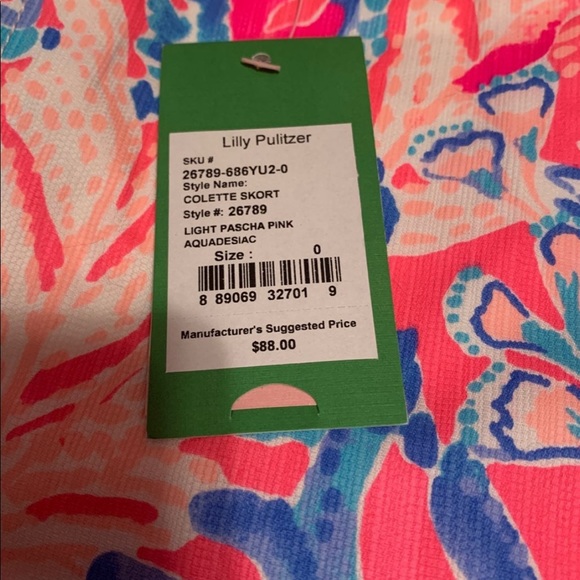 Lilly Pulitzer
SKU #
26789-686YU2-0
Style Name:
COLETTE SKORT
Style #: 26789
LIGHT PASCHA PINK
AQUADESIAC
Size : 0
8 89069 32701 9
Manufacturer's Suggested Price
$88.00